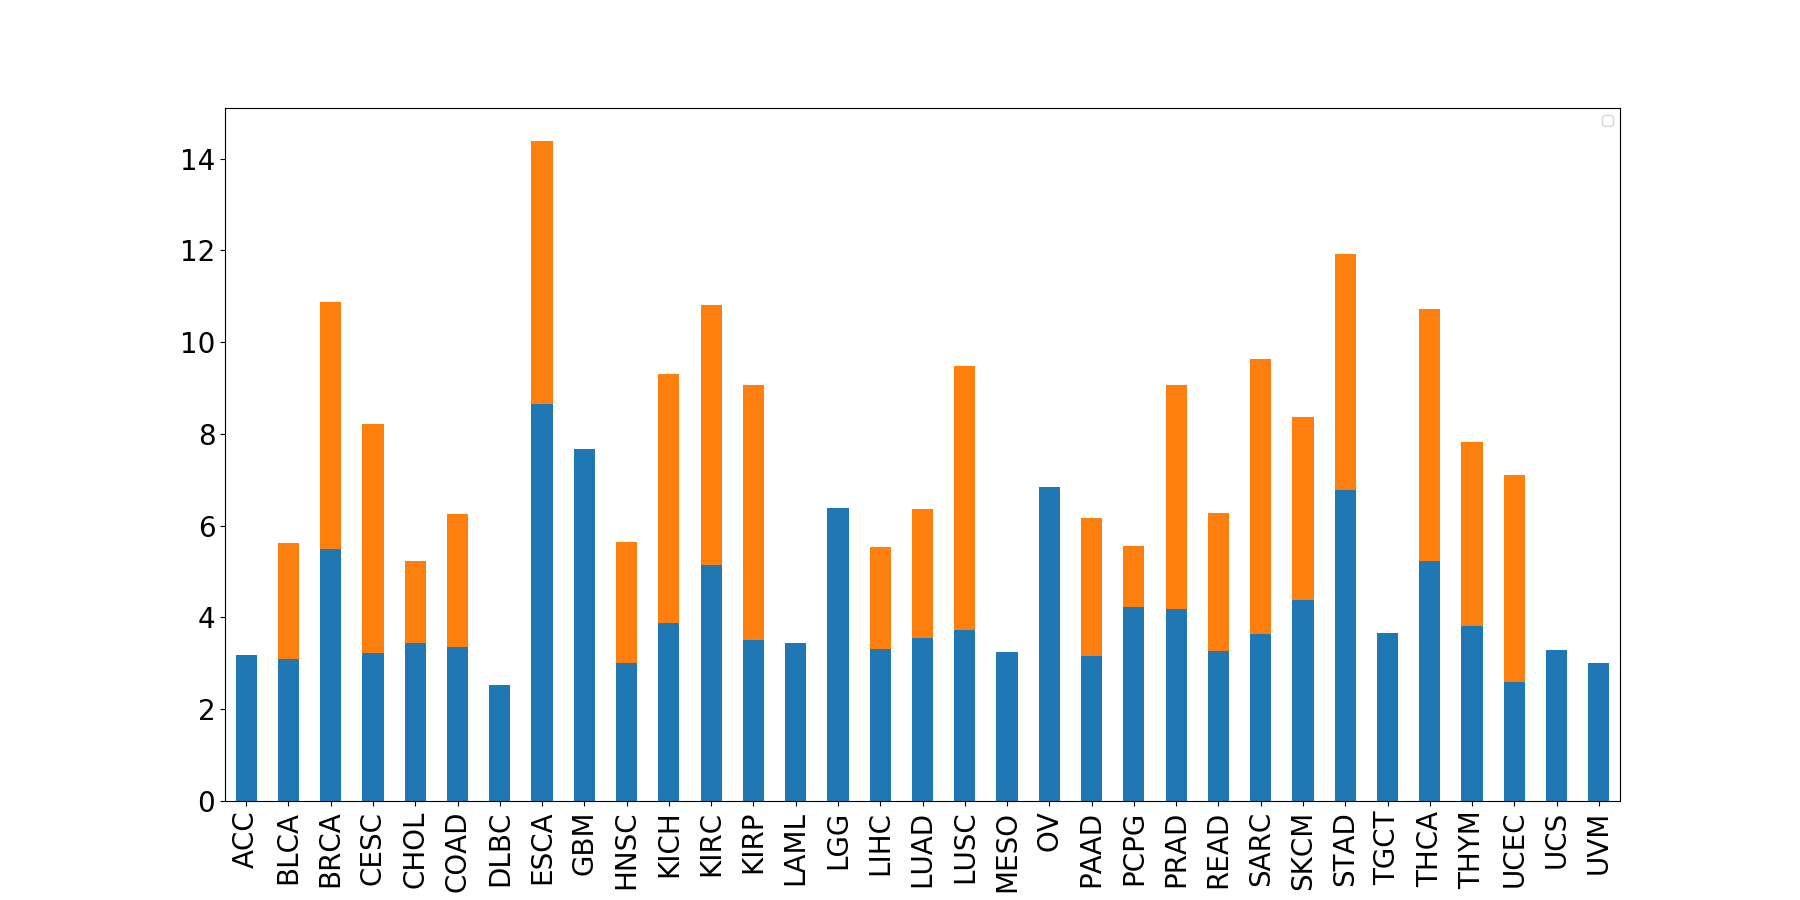 14
12
10
8
6
4
2
0
ACC
BLCA
BRCA
CESC
CHOL
COAD
DLBC
ESCA
GBM
HNSC
KICH
KIRC
KIRP
LAML
LGG
LIHC
LUAD
LUSC
MESO
OV
PAAD
PCPG
PRAD
READ
SARC
SKCM
STAD
TGCT
THCA
THYM
UCEC
UCS
UVM